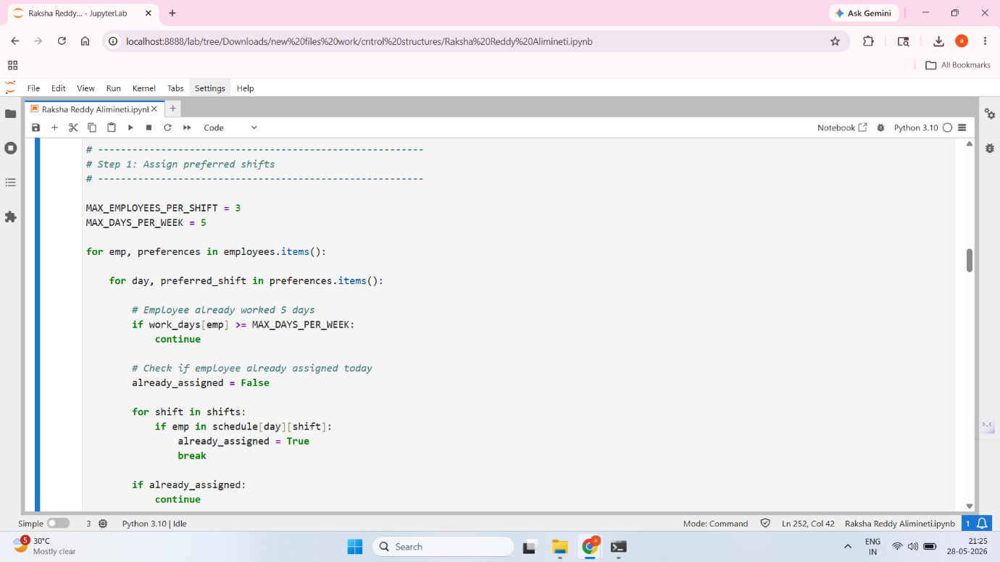 Raksha Reddy... - JupyterLab
Ask Gemini
localhost:8888/lab/tree/Downloads/new%20files%20work/cntrol%20structures/Raksha%20Reddy%20Alimineti.ipynb
a
All Bookmarks
File Edit View Run Kernel Tabs Settings Help
Raksha Reddy Alimineti.ipynb
Code
Notebook
Python 3.10
# ---------------------------------------------------------
# Step 1: Assign preferred shifts
# ---------------------------------------------------------
MAX_EMPLOYEES_PER_SHIFT = 3
MAX_DAYS_PER_WEEK = 5
for emp, preferences in employees.items():
for day, preferred_shift in preferences.items():
# Employee already worked 5 days
if work_days[emp] >= MAX_DAYS_PER_WEEK:
continue
# Check if employee already assigned today
already_assigned = False
for shift in shifts:
if emp in schedule[day][shift]:
already_assigned = True
break
if already_assigned:
continue
Simple 3 Python 3.10 | Idle
Mode: Command Ln 252, Col 42 Raksha Reddy Alimineti.ipynb 1
5
30°C
Mostly clear
Search
a
ENG
IN
21:25
28-05-2026